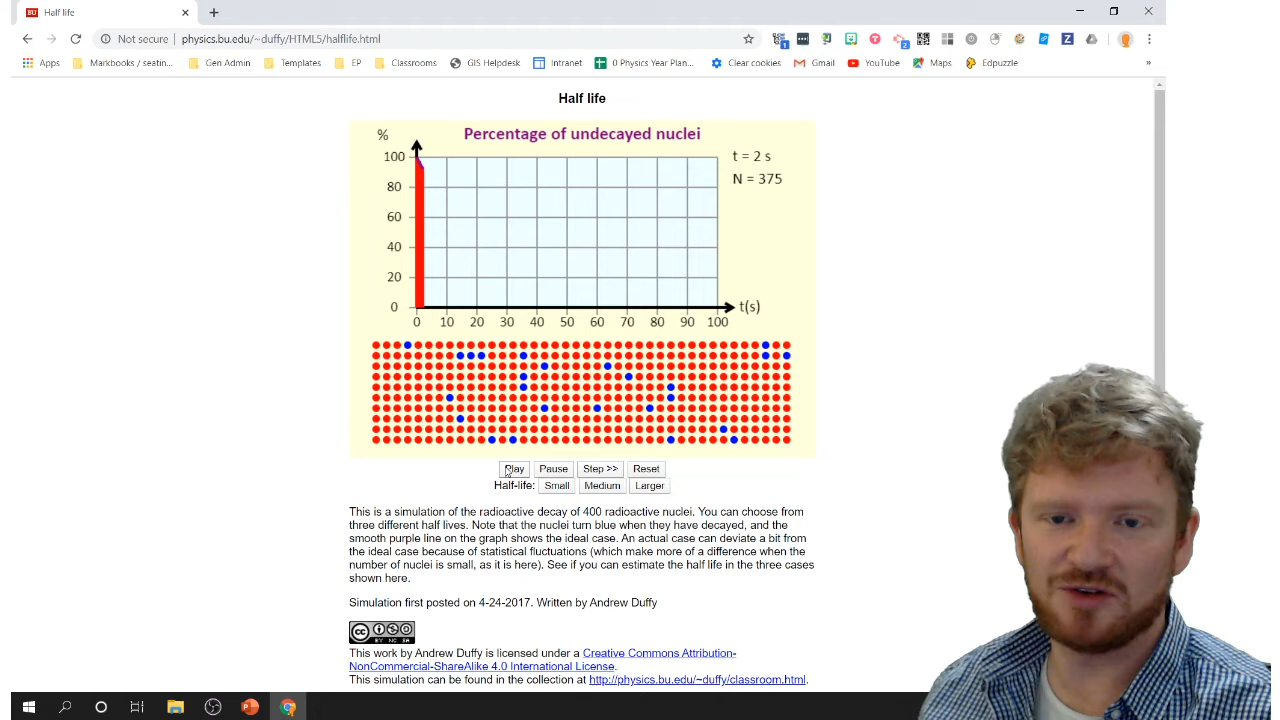 Half life
Not secure | physics.bu.edu/~duffy/HTML5/halflife.html
Apps Markbooks / seatin... Gen Admin Templates EP Classrooms GIS Helpdesk Intranet 0 Physics Year Plan... Clear cookies Gmail YouTube Maps Edpuzzle »
Half life
% Percentage of undecayed nuclei
t = 2 s
N = 375
100
80
60
40
20
0
t(s)
0 10 20 30 40 50 60 70 80 90 100
Play Pause Step >> Reset
Half-life: Small Medium Larger
This is a simulation of the radioactive decay of 400 radioactive nuclei. You can choose from
three different half lives. Note that the nuclei turn blue when they have decayed, and the
smooth purple line on the graph shows the ideal case. An actual case can deviate a bit from
the ideal case because of statistical fluctuations (which make more of a difference when the
number of nuclei is small, as it is here). See if you can estimate the half life in the three cases
shown here.
Simulation first posted on 4-24-2017. Written by Andrew Duffy
CC BY NC SA
This work by Andrew Duffy is licensed under a Creative Commons Attribution-
NonCommercial-ShareAlike 4.0 International License.
This simulation can be found in the collection at http://physics.bu.edu/~duffy/classroom.html.